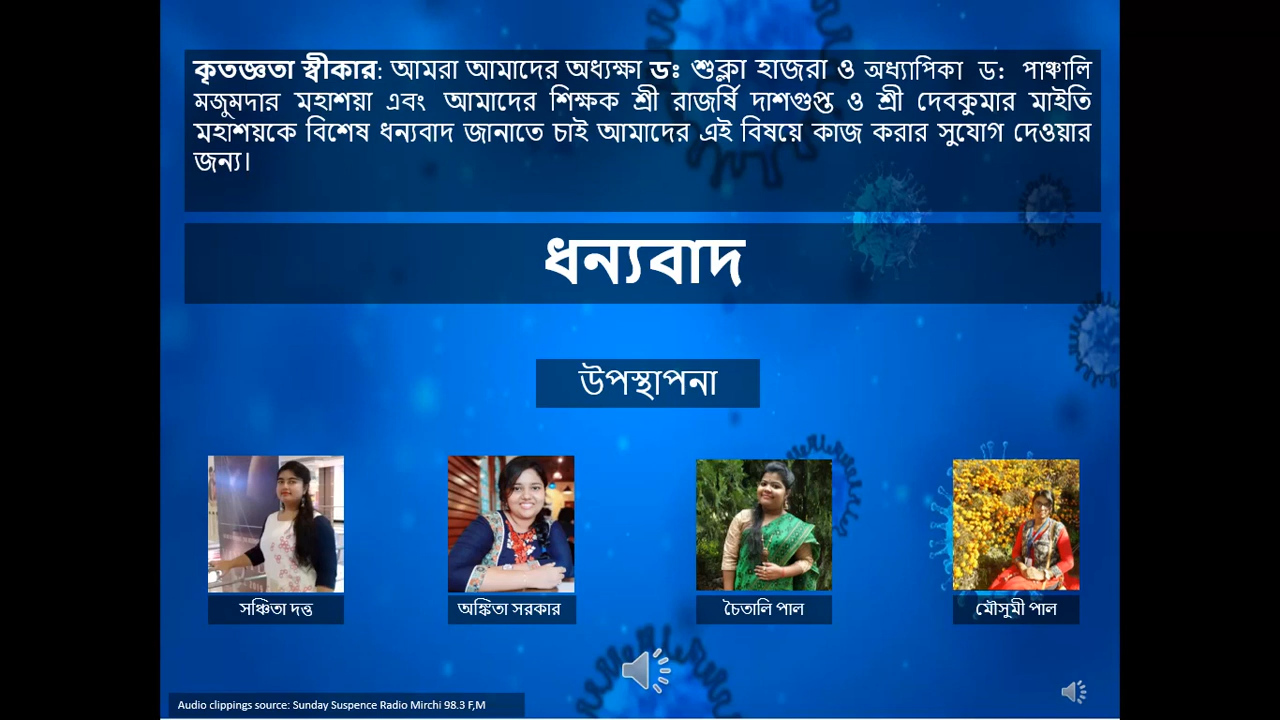 কৃতজ্ঞতা স্বীকার: আমরা আমাদের অধ্যক্ষা ডঃ শুক্লা হাজরা ও অধ্যাপিকা ড: পাঞ্চালি
মজুমদার মহাশয়া এবং আমাদের শিক্ষক শ্রী রাজর্ষি দাশগুপ্ত ও শ্রী দেবকুমার মাইতি
মহাশয়কে বিশেষ ধন্যবাদ জানাতে চাই আমাদের এই বিষয়ে কাজ করার সুযোগ দেওয়ার
জন্য।
ধন্যবাদ
উপস্থাপনা
সঞ্চিতা দত্ত
অঙ্কিতা সরকার
চৈতালি পাল
মৌসুমী পাল
Audio clippings source: Sunday Suspence Radio Mirchi 98.3 F,M